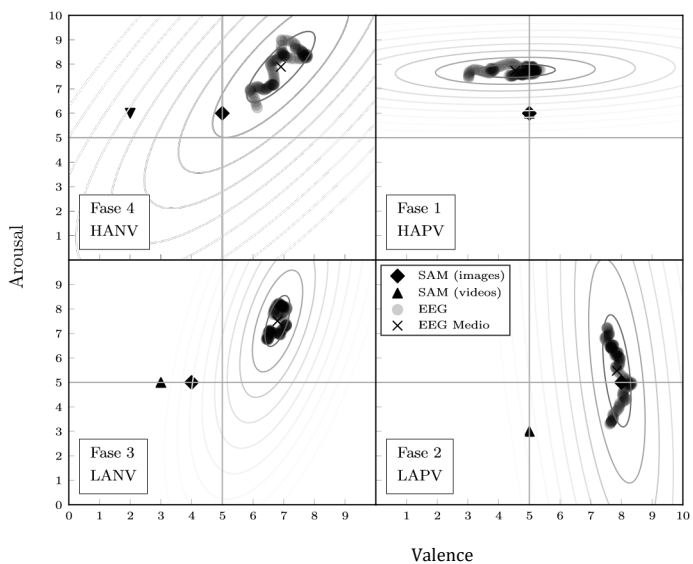 10
9
8
7
6
5
4
3
2
1
Fase 4
HANV
Fase 1
HAPV
Arousal
9
8
7
6
5
4
3
2
1
0
SAM (images)
SAM (videos)
EEG
EEG Medio
Fase 3
LANV
Fase 2
LAPV
0 1 2 3 4 5 6 7 8 9
1 2 3 4 5 6 7 8 9 10
Valence